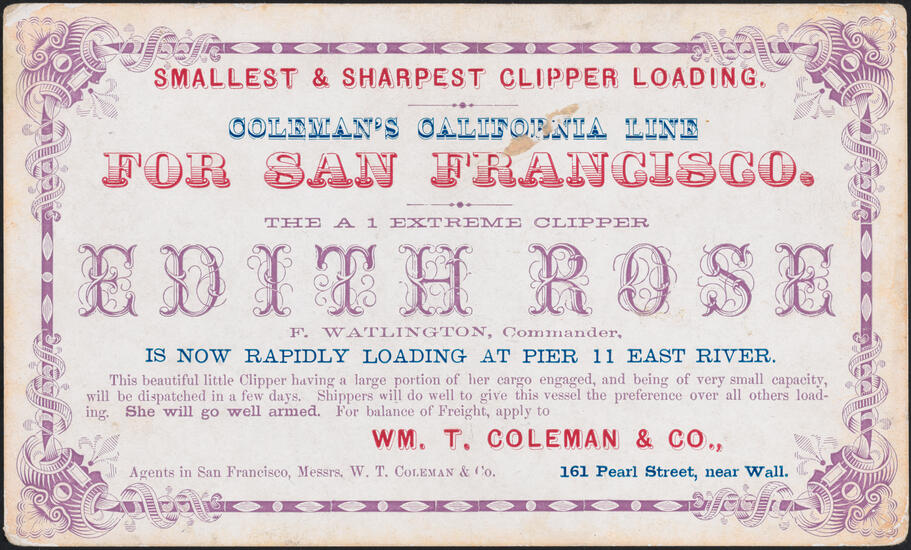 SMALLEST & SHARPEST CLIPPER LOADING.
COLEMAN'S CALIFORNIA LINE
FOR SAN FRANCISCO.
THE A 1 EXTREME CLIPPER
EDITH ROSE
F. WATLINGTON, Commander,
IS NOW RAPIDLY LOADING AT PIER 11 EAST RIVER.
This beautiful little Clipper having a large portion of her cargo engaged, and being of very small capacity,
will be dispatched in a few days. Shippers will do well to give this vessel the preference over all others load-
ing. She will go well armed. For balance of Freight, apply to
WM. T. COLEMAN & CO.,
Agents in San Francisco, Messrs. W. T. COLEMAN & Co. 161 Pearl Street, near Wall.